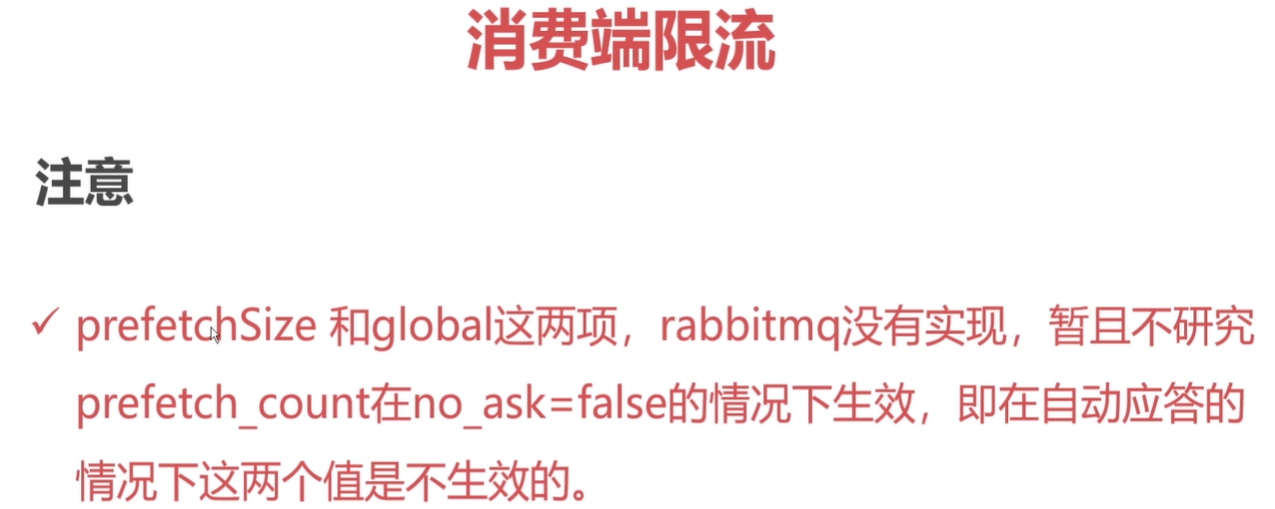 消费端限流
注意
✓ prefetchSize 和global这两项，rabbitmq没有实现，暂且不研究
prefetch_count在no_ask=false的情况下生效，即在自动应答的
情况下这两个值是不生效的。